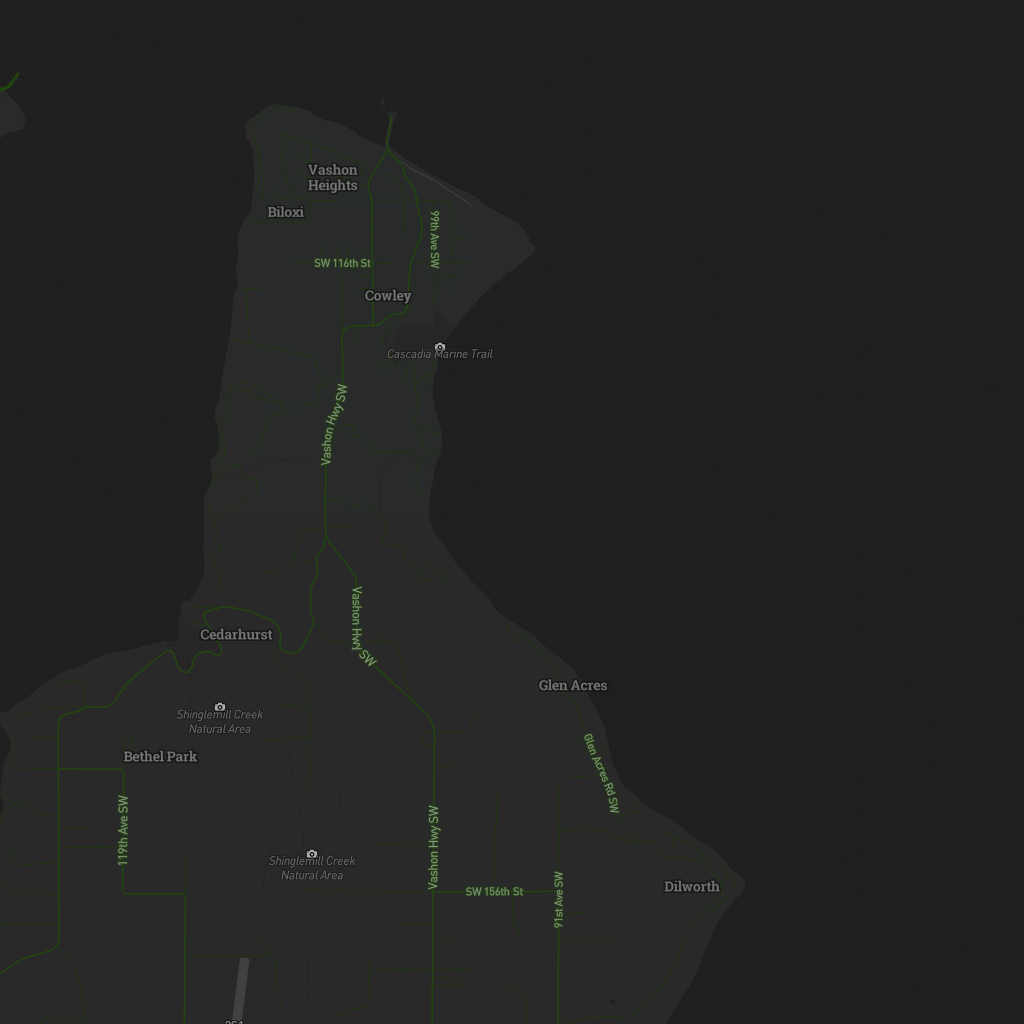 Vashon
Heights
Biloxi
99th Ave SW
SW 116th St
Cowley
Cascadia Marine Trail
Vashon Hwy SW
Vashon Hwy SW
Cedarhurst
Glen Acres
Shinglemill Creek
Natural Area
Bethel Park
Glen Acres Rd SW
119th Ave SW
Vashon Hwy SW
Shinglemill Creek
Natural Area
SW 156th St
91st Ave SW
Dilworth